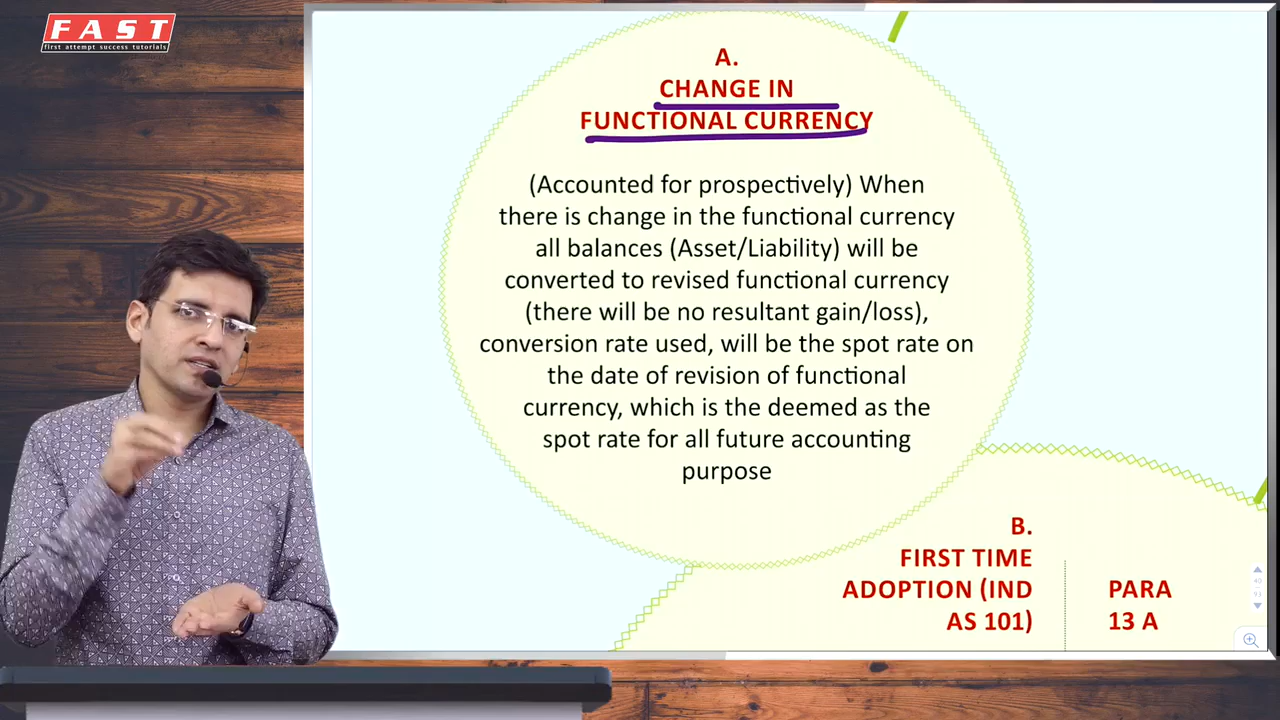 FAST
first attempt success tutorials
A.
CHANGE IN
FUNCTIONAL CURRENCY
(Accounted for prospectively) When
there is change in the functional currency
all balances (Asset/Liability) will be
converted to revised functional currency
(there will be no resultant gain/loss),
conversion rate used, will be the spot rate on
the date of revision of functional
currency, which is the deemed as the
spot rate for all future accounting
purpose
B.
FIRST TIME
ADOPTION (IND
AS 101)
PARA
13 A